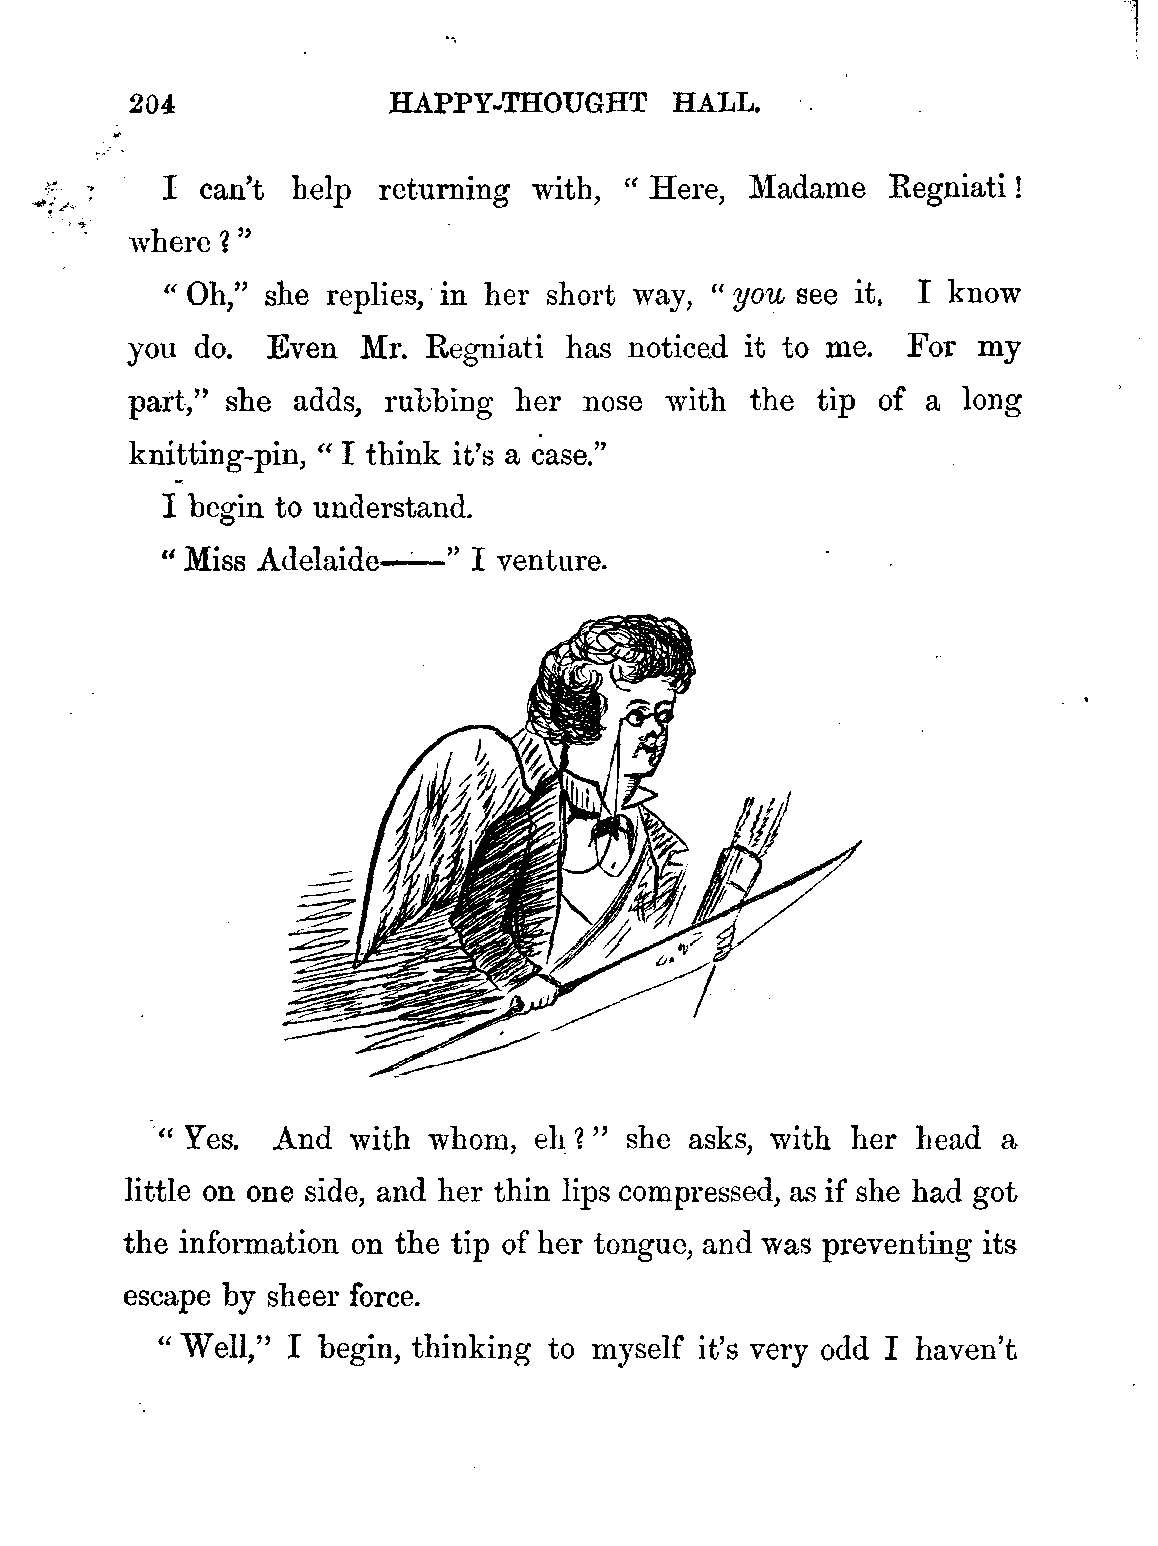 204 HAPPY-THOUGHT HALL.
I can't help returning with, “ Here, Madame Regniati !
where ? ”
“ Oh,” she replies, in her short way, “ you see it. I know
you do. Even Mr. Regniati has noticed it to me. For my
part,” she adds, rubbing her nose with the tip of a long
knitting-pin, “ I think it's a case.”
I begin to understand.
“ Miss Adelaide——” I venture.
“ Yes. And with whom, eh ? ” she asks, with her head a
little on one side, and her thin lips compressed, as if she had got
the information on the tip of her tongue, and was preventing its
escape by sheer force.
“ Well,” I begin, thinking to myself it's very odd I haven't